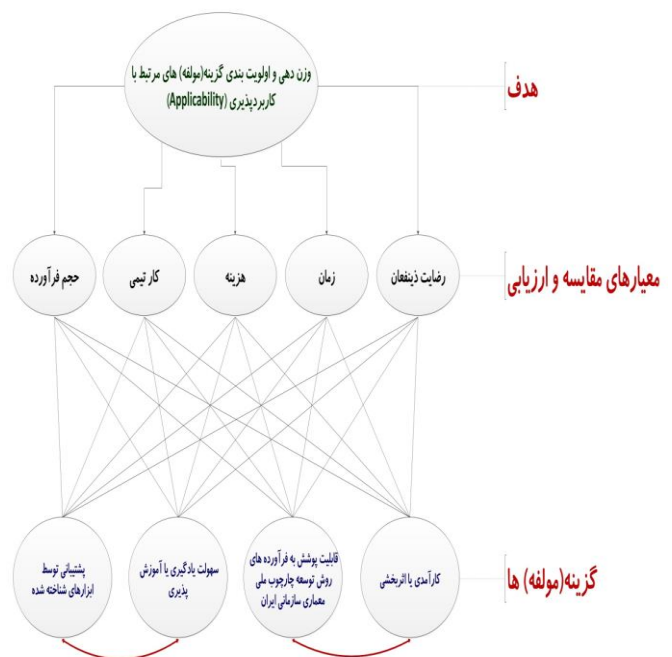 وزن دهی و اولویت بندی گزینه(مولفه) های مرتبط با
کاربردپذیری (Applicability)
هدف
رضایت ذینفعان
زمان
هزینه
کار تیمی
حجم فرآورده
معیارهای مقایسه و ارزیابی
کارآمدی یا اثربخشی
قابلیت پوشش به فرآورده های
روش توسعه چارچوب ملی
معماری سازمانی ایران
سهولت یادگیری یا آموزش
پذیری
پشتیبانی توسط
ابزارهای شناخته شده
گزینه(مولفه) ها